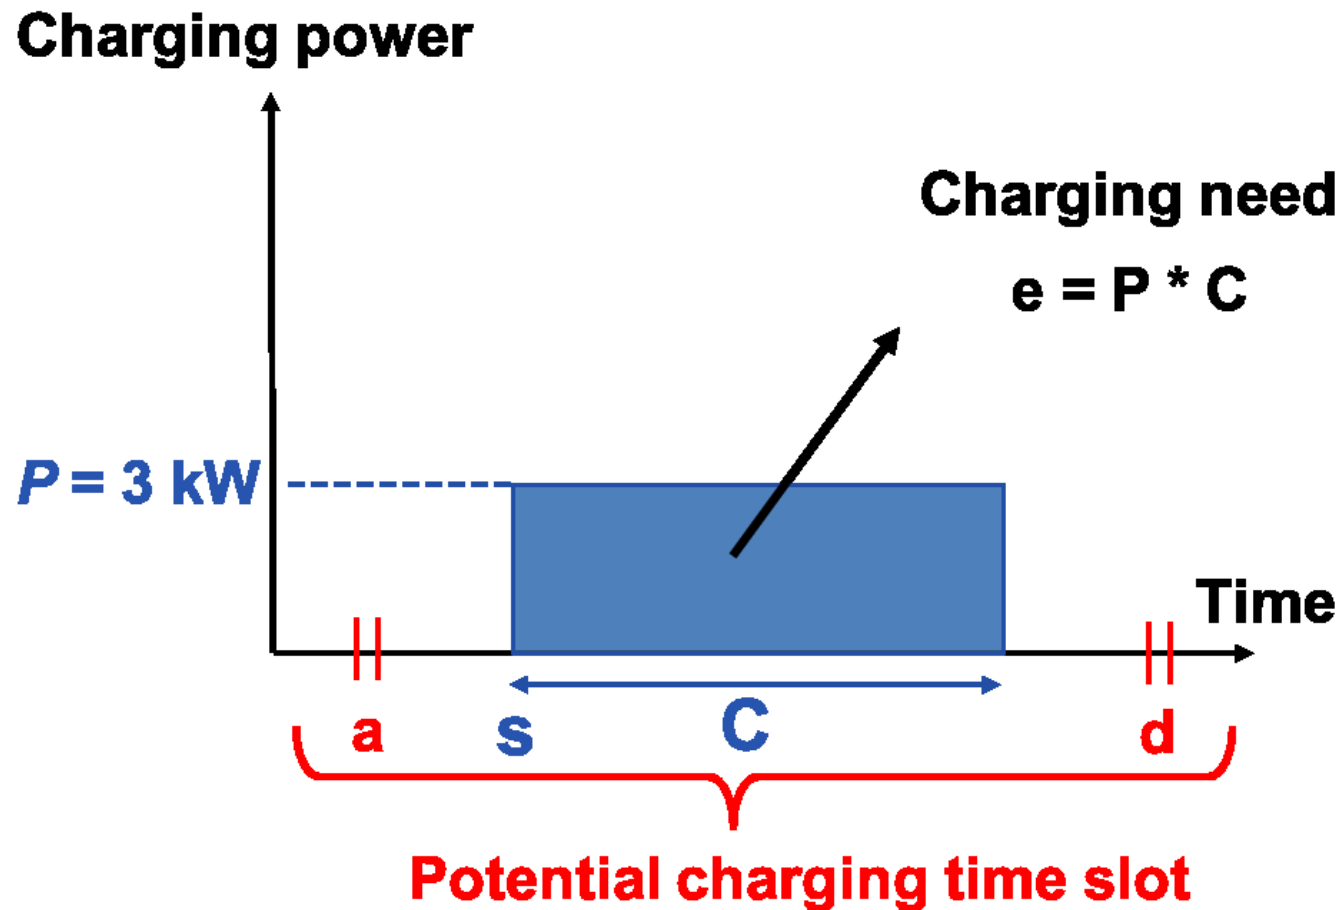 Charging power
Charging need
e = P * C
P = 3 kW
Time
a
s
C
d
Potential charging time slot